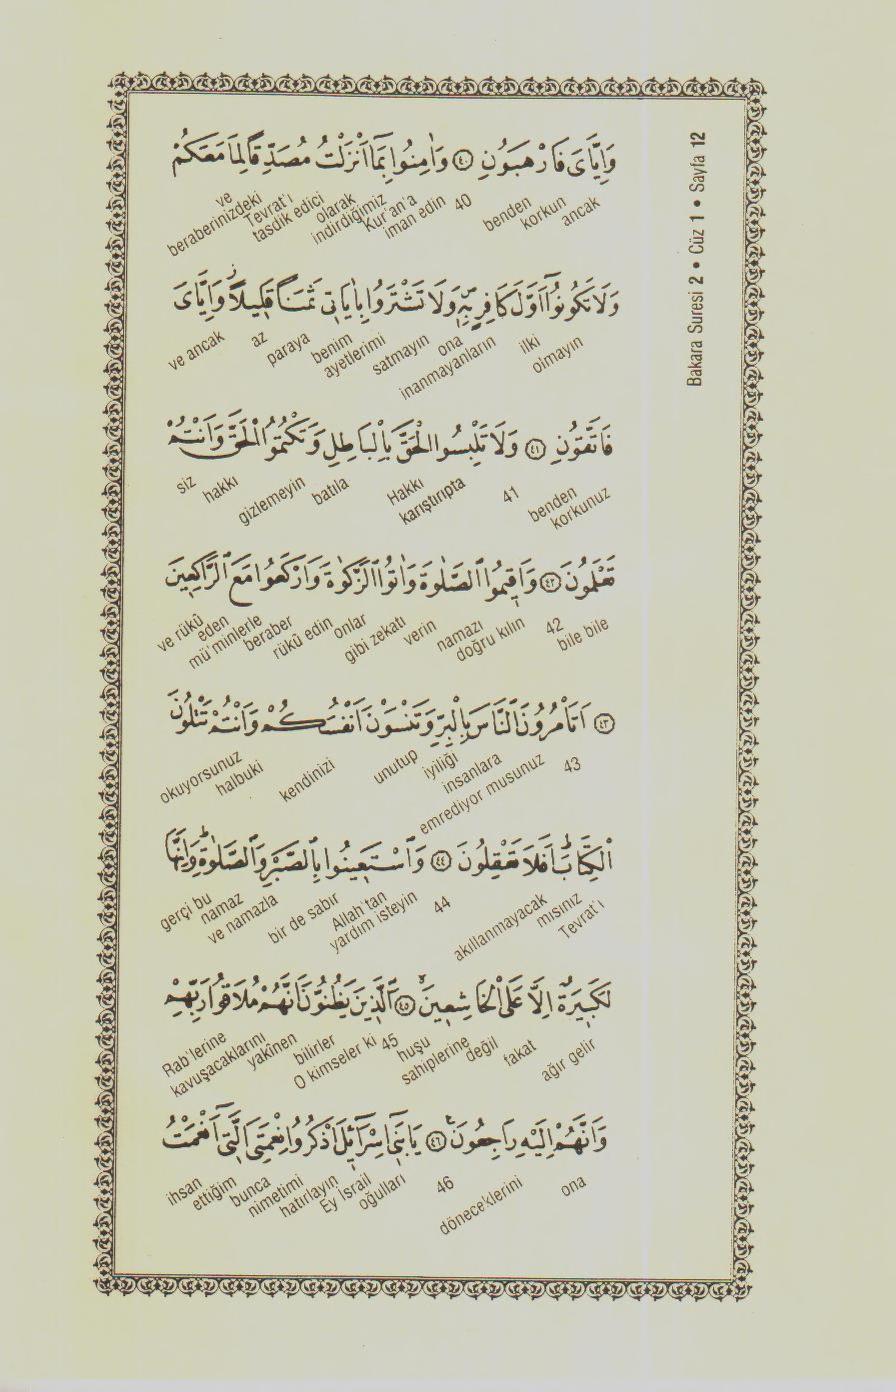 Bakara Suresi 2 • Cüz 1 • Sayfa 12
وَاِيَّايَ فَارْهَبُونِ ﴿٤٠﴾ وَاٰمِنُوا بِمَٓا اَنْزَلْتُ مُصَدِّقًا لِمَا مَعَكُمْ
ancak korkun benden 40 iman edin Kur'an'a indirdiğimiz olarak tasdik edici Tevrat'ı beraberinizdeki ve
وَلَا تَكُونُٓوا اَوَّلَ كَافِرٍ بِهٖ وَلَا تَشْتَرُوا بِاٰيَاتٖي ثَمَنًا قَلٖيلًا وَاِيَّايَ
olmayın ilki inanmayanların ona satmayın ayetlerimi benim paraya az ve ancak
فَاتَّقُونِ ﴿٤١﴾ وَلَا تَلْبِسُوا الْحَقَّ بِالْبَاطِلِ وَتَكْتُمُوا الْحَقَّ وَاَنْتُمْ
korkunuz benden 41 karıştırıpta Hakkı batıla gizlemeyin hakkı siz
تَعْلَمُونَ ﴿٤٢﴾ وَاَقٖيمُوا الصَّلٰوةَ وَاٰتُوا الزَّكٰوةَ وَارْكَعُوا مَعَ الرَّاكِعٖينَ
bile bile 42 doğru kılın namazı verin gibi zekatı onlar rükû edin beraber mü'minlerle eden ve rükû
﴿٤٣﴾ اَتَأْمُرُونَ النَّاسَ بِالْبِرِّ وَتَنْسَوْنَ اَنْفُسَكُمْ وَاَنْتُمْ تَتْلُونَ
43 emrediyor musunuz insanlara iyiliği unutup kendinizi halbuki okuyorsunuz
الْكِتَابَ اَفَلَا تَعْقِلُونَ ﴿٤٤﴾ وَاسْتَعٖينُوا بِالصَّبْرِ وَالصَّلٰوةِ وَاِنَّهَا
Tevrat'ı mısınız akıllanmayacak 44 yardım isteyin Allah'tan bir de sabır ve namazla namaz gerçi bu
لَكَبٖيرَةٌ اِلَّا عَلَى الْخَاشِعٖينَ ﴿٤٥﴾ اَلَّذٖينَ يَظُنُّونَ اَنَّهُمْ مُلَاقُوا رَبِّهِمْ
ağır gelir fakat değil sahiplerine huşu 45 O kimseler ki bilirler yakînen kavuşacaklarını Rab'lerine
وَاَنَّهُمْ اِلَيْهِ رَاجِعُونَ ﴿٤٦﴾ يَا بَنٖٓي اِسْرَٓائٖلَ اذْكُرُوا نِعْمَتِيَ الَّتٖٓي اَنْعَمْتُ
ona döneceklerini 46 oğulları Ey İsrail hatırlayın nimetimi bunca ettiğim ihsan